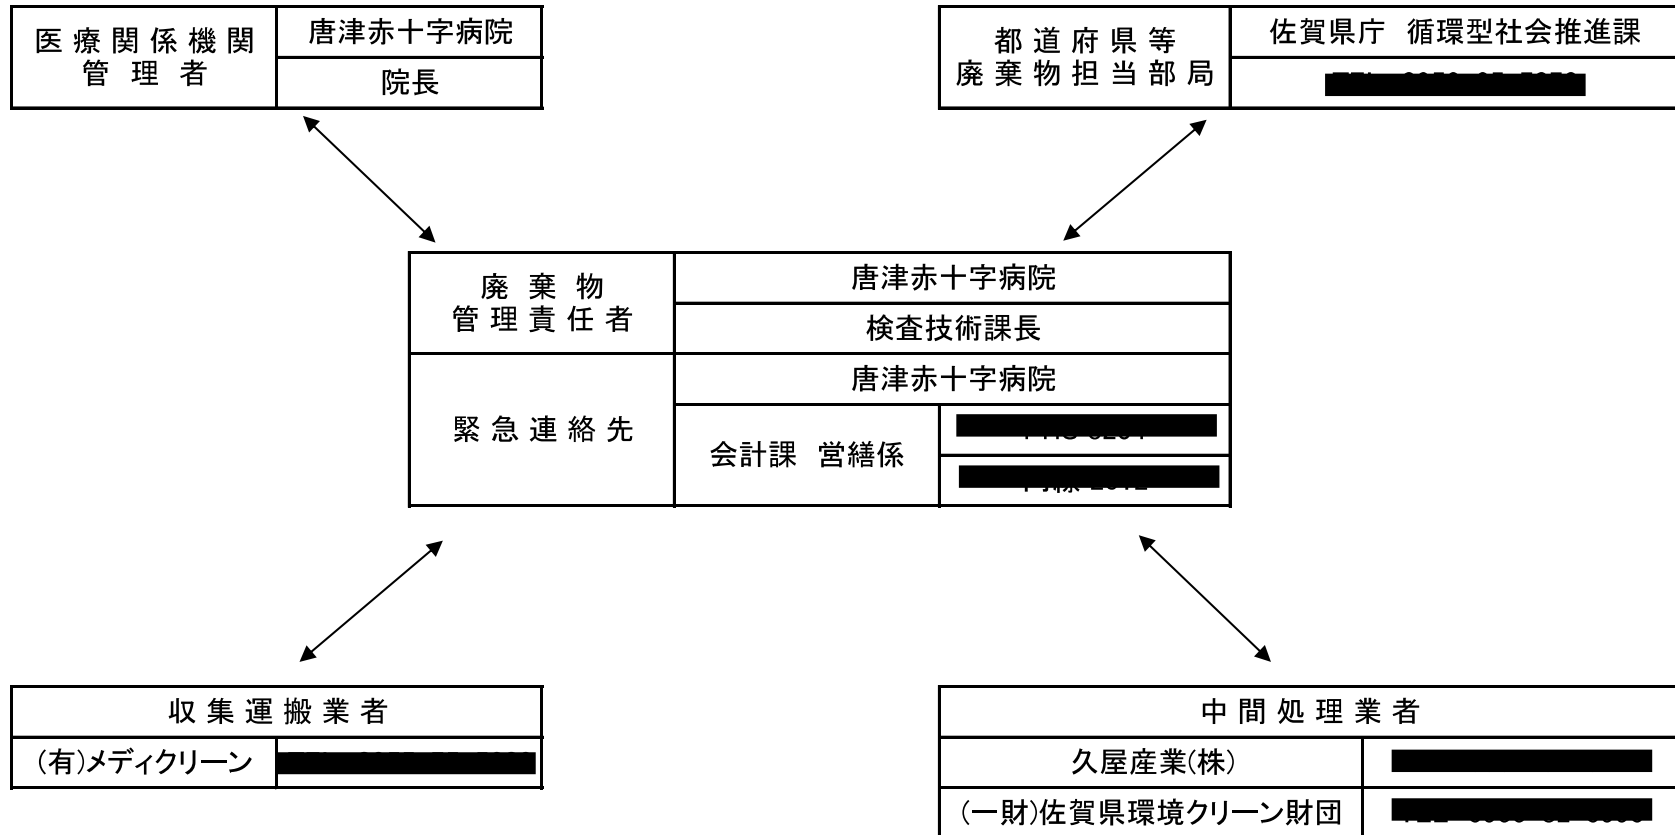 医療関係機関
管理者
唐津赤十字病院
院長
都道府県等
廃棄物担当部局
佐賀県庁 循環型社会推進課
廃棄物
管理責任者
唐津赤十字病院
検査技術課長
緊急連絡先
唐津赤十字病院
会計課 営繕係
収集運搬業者
(有)メディクリーン
中間処理業者
久屋産業(株)
(一財)佐賀県環境クリーン財団